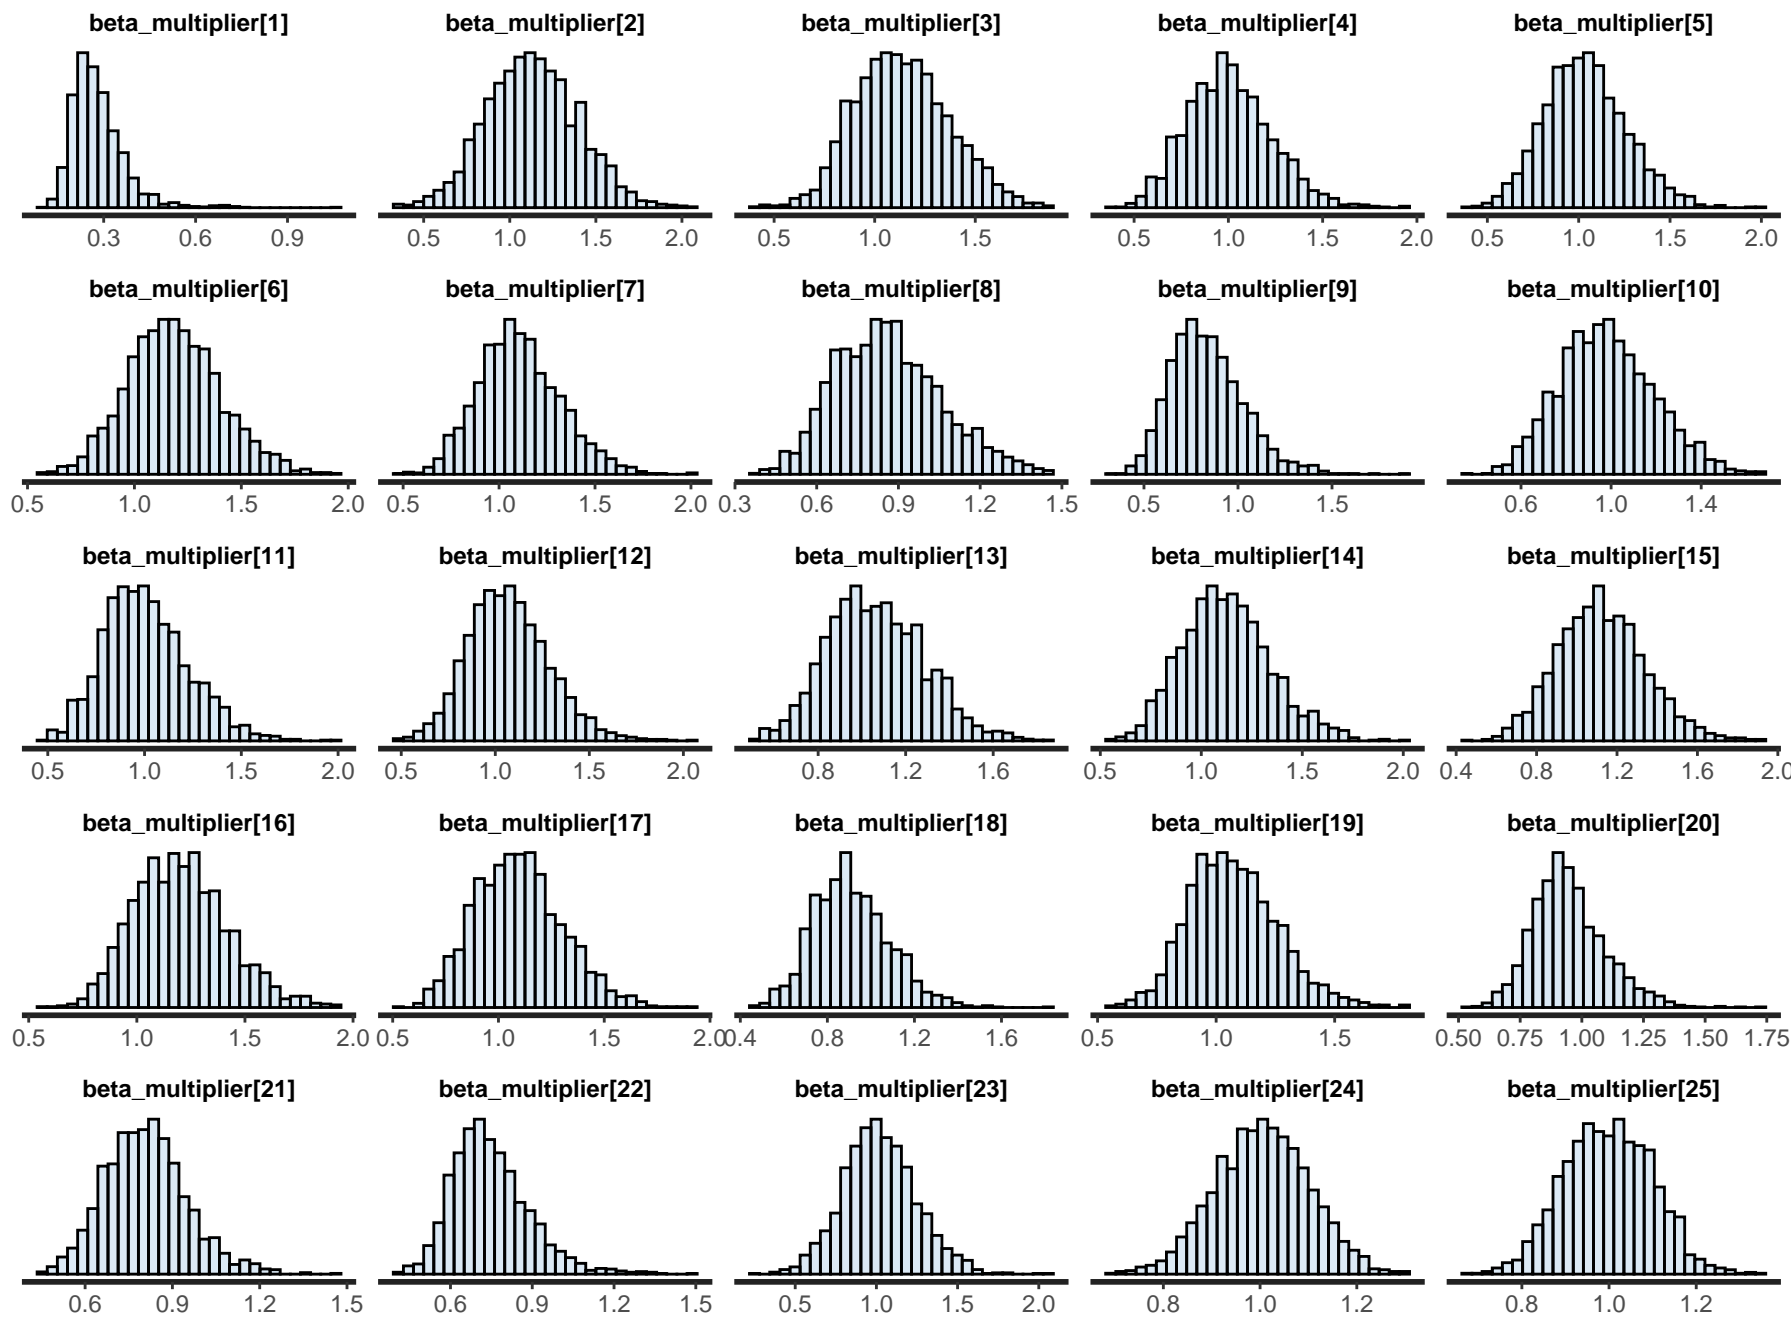 beta_multiplier[1] beta_multiplier[2] beta_multiplier[3] beta_multiplier[4] beta_multiplier[5]
0.3 0.6 0.9 0.5 1.0 1.5 2.0 0.5 1.0 1.5 0.5 1.0 1.5 2.0 0.5 1.0 1.5 2.0
beta_multiplier[6] beta_multiplier[7] beta_multiplier[8] beta_multiplier[9] beta_multiplier[10]
0.5 1.0 1.5 2.0 0.5 1.0 1.5 2.0 0.3 0.6 0.9 1.2 1.5 0.5 1.0 1.5 0.6 1.0 1.4
beta_multiplier[11] beta_multiplier[12] beta_multiplier[13] beta_multiplier[14] beta_multiplier[15]
0.5 1.0 1.5 2.0 0.5 1.0 1.5 2.0 0.8 1.2 1.6 0.5 1.0 1.5 2.0 0.4 0.8 1.2 1.6 2.0
beta_multiplier[16] beta_multiplier[17] beta_multiplier[18] beta_multiplier[19] beta_multiplier[20]
0.5 1.0 1.5 2.0 0.5 1.0 1.5 2.0 0.4 0.8 1.2 1.6 0.5 1.0 1.5 0.50 0.75 1.00 1.25 1.50 1.75
beta_multiplier[21] beta_multiplier[22] beta_multiplier[23] beta_multiplier[24] beta_multiplier[25]
0.6 0.9 1.2 1.5 0.6 0.9 1.2 1.5 0.5 1.0 1.5 2.0 0.8 1.0 1.2 0.8 1.0 1.2